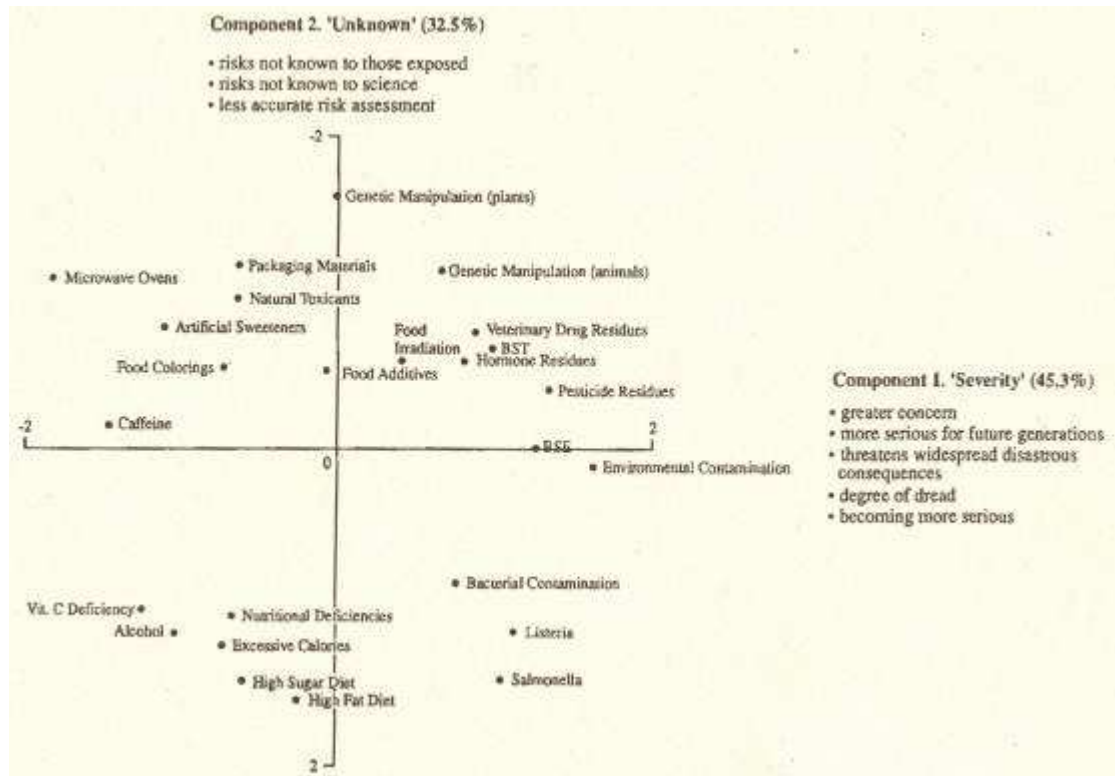 Component 2. 'Unknown' (32.5%)
• risks not known to those exposed
• risks not known to science
• less accurate risk assessment
-2
Genetic Manipulation (plants)
Packaging Materials
Genetic Manipulation (animals)
Microwave Ovens
Natural Toxicants
Artificial Sweeteners
Food
Irradiation
Veterinary Drug Residues
BST
Food Colorings
Food Additives
Hormone Residues
Pesticide Residues
Component 1. 'Severity' (45.3%)
• greater concern
• more serious for future generations
• threatens widespread disastrous
consequences
• degree of dread
• becoming more serious
-2
Caffeine
2
BSE
0
Environmental Contamination
Bacterial Contamination
Vit. C Deficiency
Nutritional Deficiencies
Alcohol
Listeria
Excessive Calories
High Sugar Diet
Salmonella
High Fat Diet
2